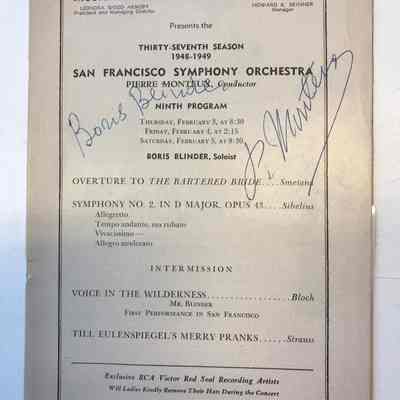 LEONORA WOOD ARMSBY
President and Managing Director
HOWARD K. SKINNER
Manager
Presents the
THIRTY-SEVENTH SEASON
1948-1949
SAN FRANCISCO SYMPHONY ORCHESTRA
PIERRE MONTEUX, Conductor
Boris Blinder
P. Monteux
NINTH PROGRAM
THURSDAY, FEBRUARY 3, AT 8:30
FRIDAY, FEBRUARY 4, AT 2:15
SATURDAY, FEBRUARY 5, AT 8:30
BORIS BLINDER, Soloist
OVERTURE TO THE BARTERED BRIDE....Smetana
SYMPHONY NO. 2, IN D MAJOR, OPUS 43....Sibelius
Allegretto
Tempo andante, ma rubato
Vivacissimo—
Allegro moderato
INTERMISSION
VOICE IN THE WILDERNESS....................Bloch
MR. BLINDER
FIRST PERFORMANCE IN SAN FRANCISCO
TILL EULENSPIEGEL'S MERRY PRANKS......Strauss
Exclusive RCA Victor Red Seal Recording Artists
Will Ladies Kindly Remove Their Hats During the Concert